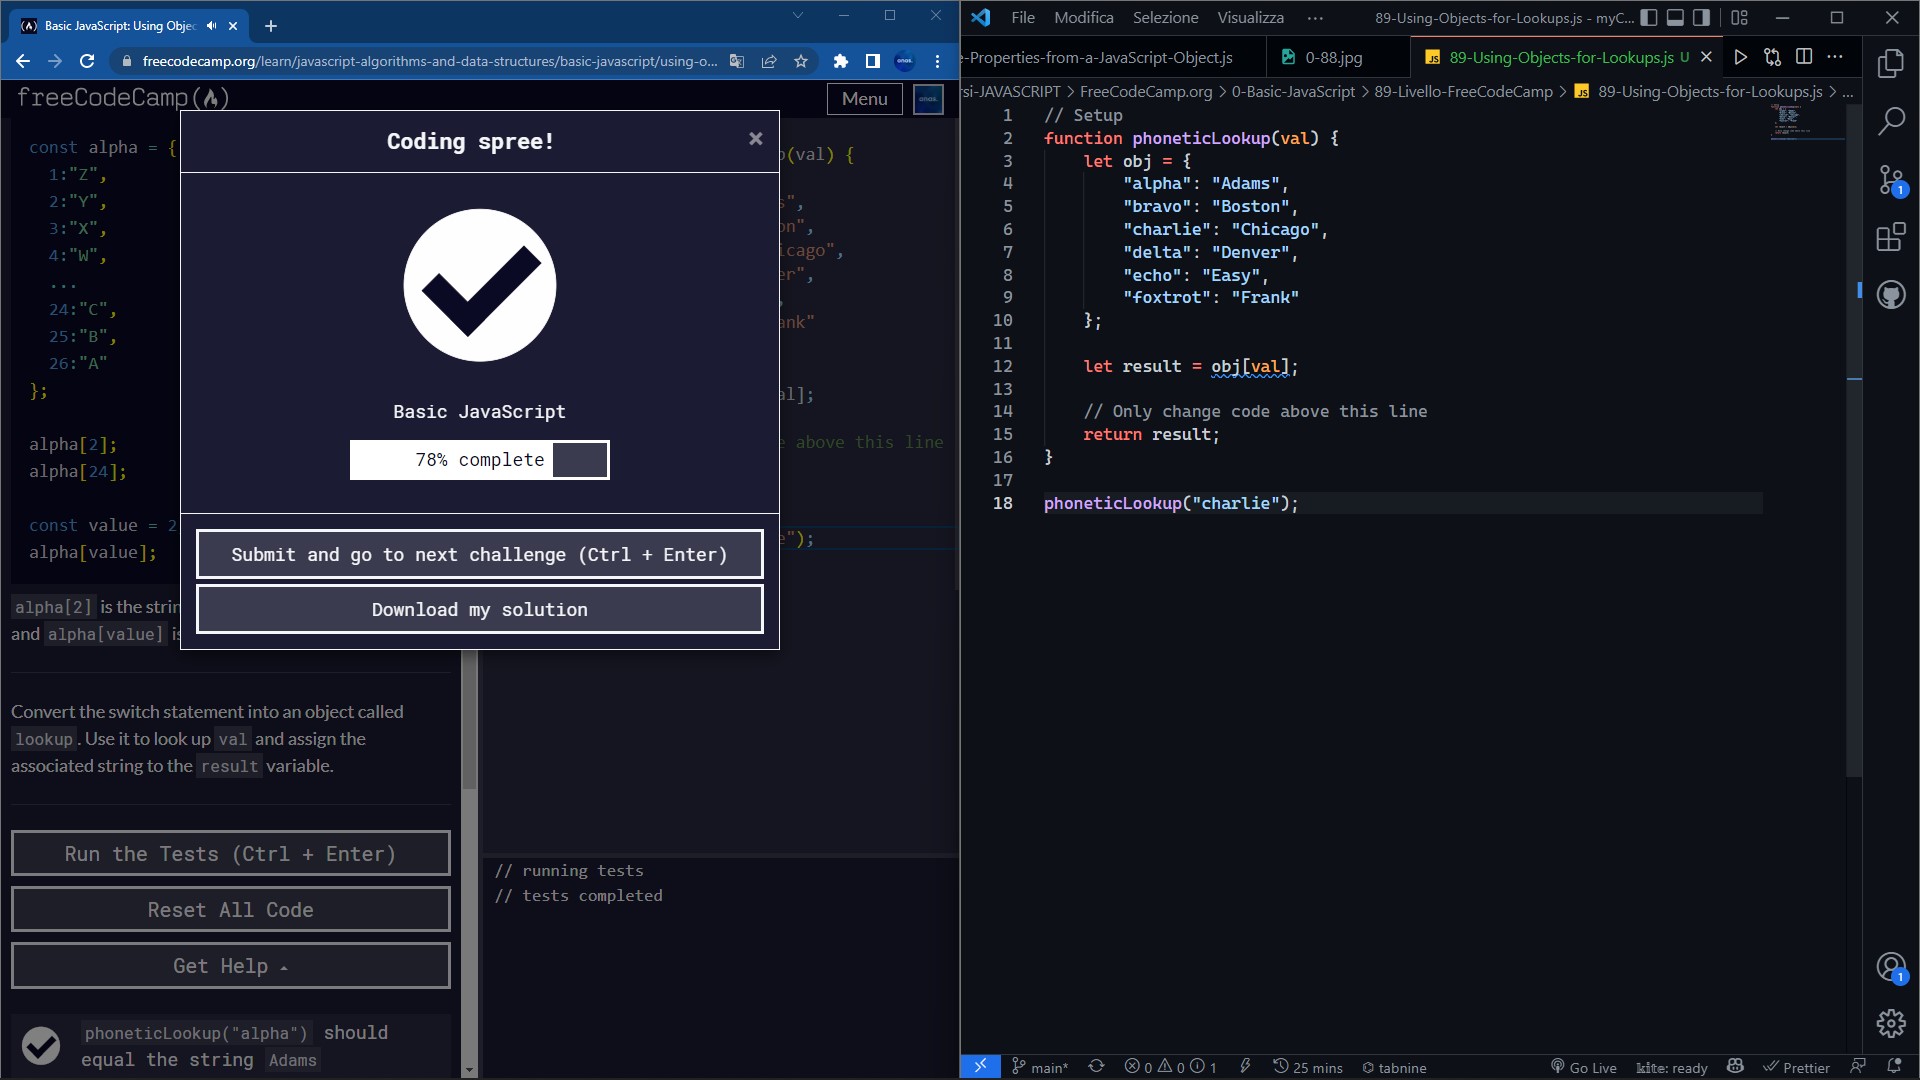 Basic JavaScript: Using Objec
freecodecamp.org/learn/javascript-algorithms-and-data-structures/basic-javascript/using-o...
freeCodeCamp
Menu
const alpha = {
1:"Z",
2:"Y",
3:"X",
4:"W",
...
24:"C",
25:"B",
26:"A"
};
alpha[2];
alpha[24];
const value = 2
alpha[value];
alpha[2] is the strin
and alpha[value] is
Convert the switch statement into an object called
lookup. Use it to look up val and assign the
associated string to the result variable.
Run the Tests (Ctrl + Enter)
Reset All Code
Get Help
phoneticLookup("alpha") should
equal the string Adams
Coding spree!
×
Basic JavaScript
78% complete
Submit and go to next challenge (Ctrl + Enter)
Download my solution
(val) {
s",
on",
icago",
er",
,
ank"
al];
e above this line
e");
// running tests
// tests completed
File Modifica Selezione Visualizza ··· 89-Using-Objects-for-Lookups.js - myC...
e-Properties-from-a-JavaScript-Object.js 0-88.jpg JS 89-Using-Objects-for-Lookups.js U
rsi-JAVASCRIPT > FreeCodeCamp.org > 0-Basic-JavaScript > 89-Livello-FreeCodeCamp > JS 89-Using-Objects-for-Lookups.js > ...
1 // Setup
2 function phoneticLookup(val) {
3 let obj = {
4 "alpha": "Adams",
5 "bravo": "Boston",
6 "charlie": "Chicago",
7 "delta": "Denver",
8 "echo": "Easy",
9 "foxtrot": "Frank"
10 };
11
12 let result = obj[val];
13
14 // Only change code above this line
15 return result;
16 }
17
18 phoneticLookup("charlie");
1
1
main* 0 0 1 25 mins tabnine Go Live kite: ready Prettier